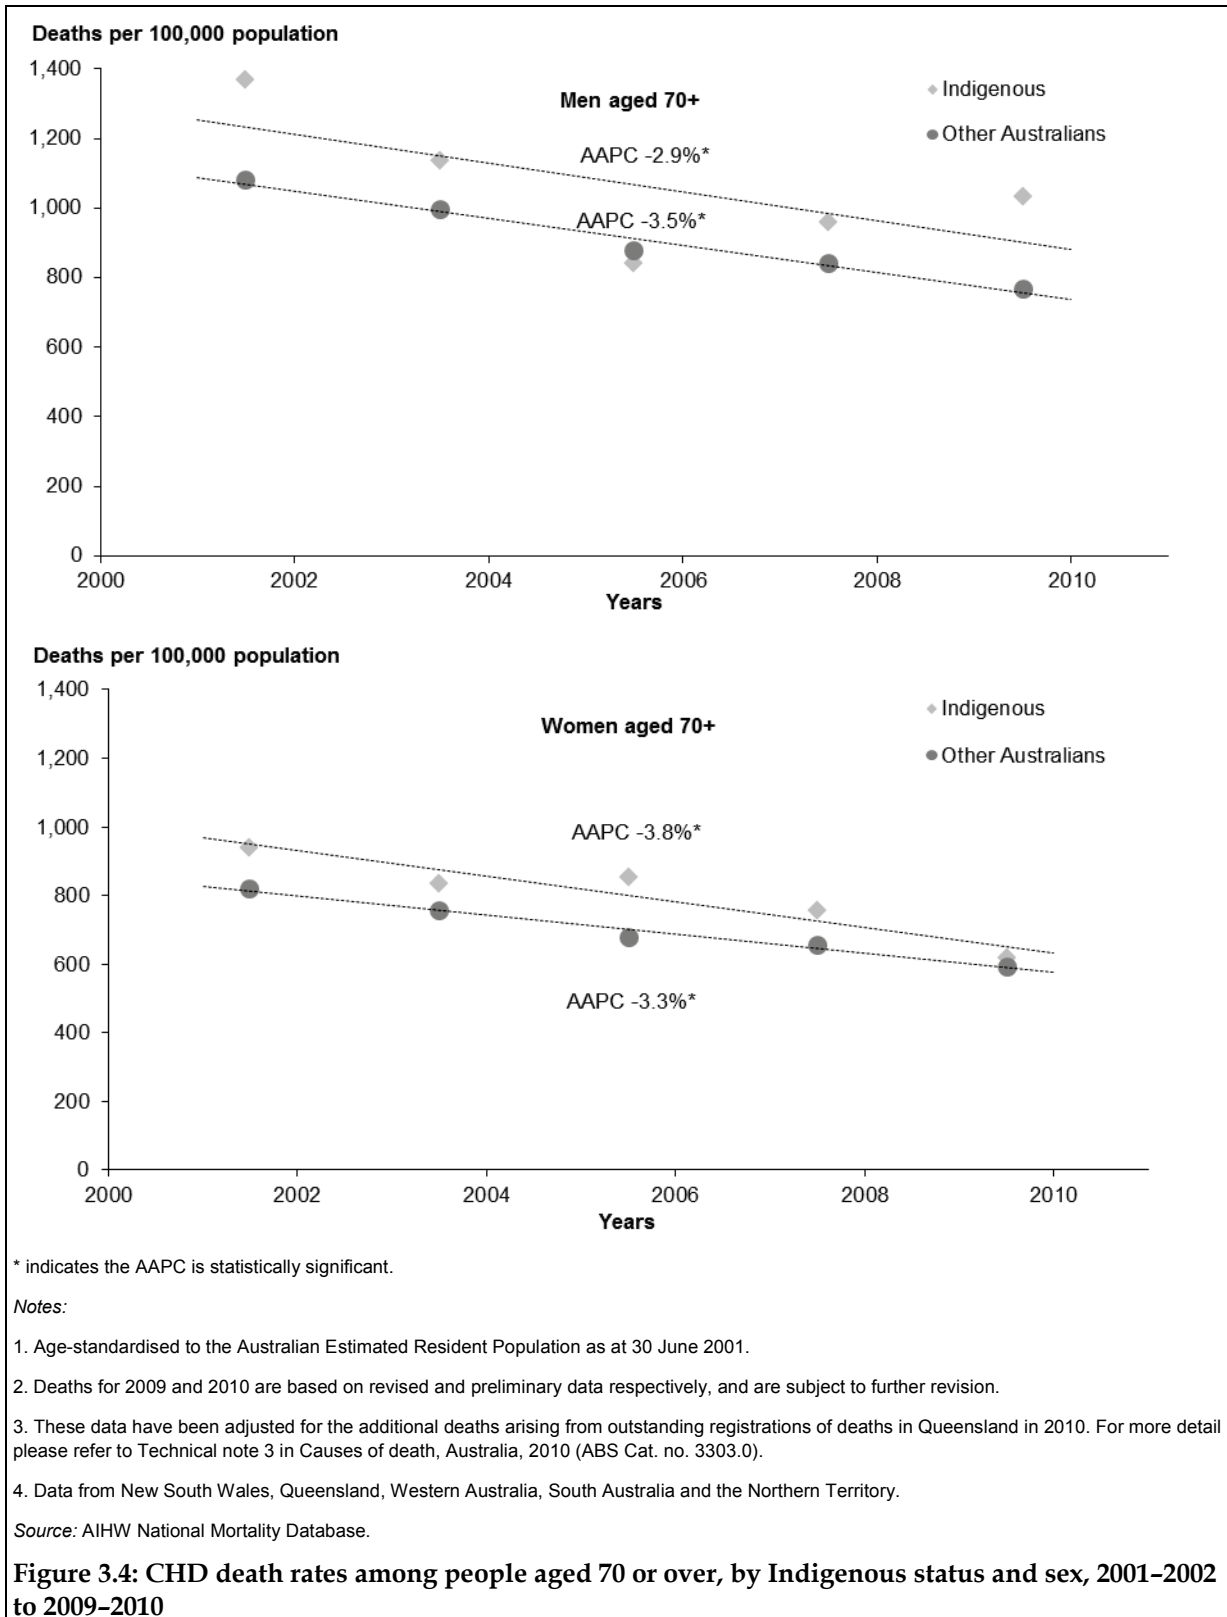 Deaths per 100,000 population
1,400
Men aged 70+
Indigenous
1,200
Other Australians
AAPC -2.9%*
1,000
AAPC -3.5%*
800
600
400
200
0
2000 2002 2004 2006 2008 2010
Years
Deaths per 100,000 population
1,400
Women aged 70+
Indigenous
1,200
Other Australians
1,000
AAPC -3.8%*
800
600
AAPC -3.3%*
400
200
0
2000 2002 2004 2006 2008 2010
Years
* indicates the AAPC is statistically significant.
Notes:
1. Age-standardised to the Australian Estimated Resident Population as at 30 June 2001.
2. Deaths for 2009 and 2010 are based on revised and preliminary data respectively, and are subject to further revision.
3. These data have been adjusted for the additional deaths arising from outstanding registrations of deaths in Queensland in 2010. For more detail
please refer to Technical note 3 in Causes of death, Australia, 2010 (ABS Cat. no. 3303.0).
4. Data from New South Wales, Queensland, Western Australia, South Australia and the Northern Territory.
Source: AIHW National Mortality Database.
Figure 3.4: CHD death rates among people aged 70 or over, by Indigenous status and sex, 2001–2002
to 2009–2010